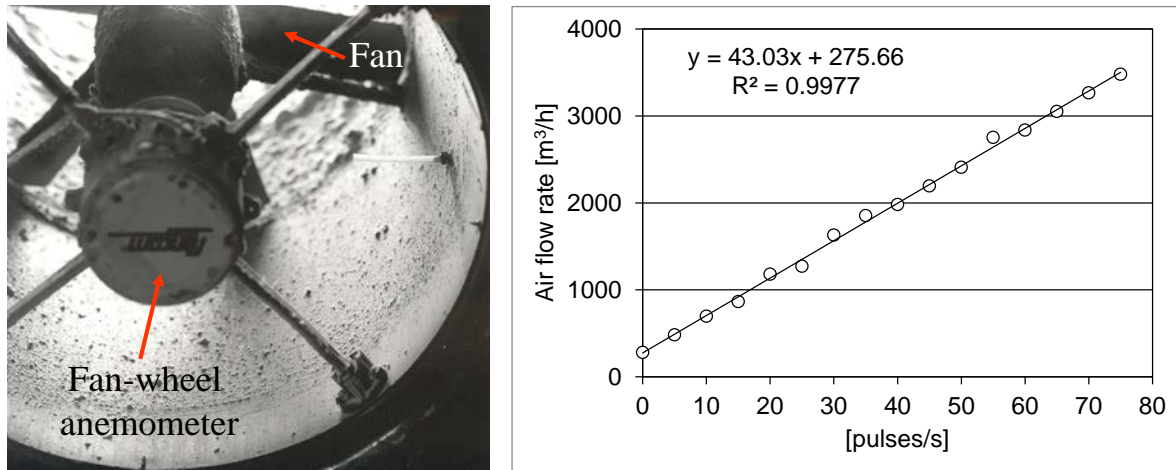 Fan
Fan-wheel
anemometer
y = 43.03x + 275.66
R² = 0.9977
Air flow rate [m³/h]
4000
3000
2000
1000
0
0 10 20 30 40 50 60 70 80
[pulses/s]